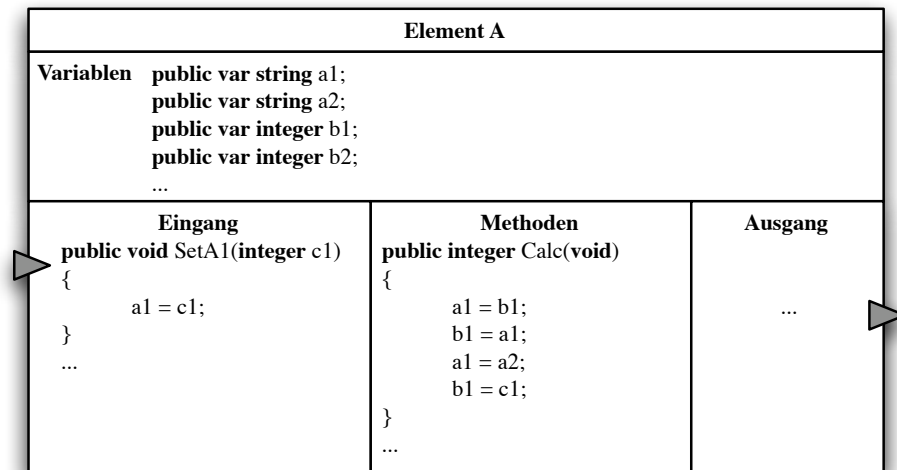 Element A
Variablen public var string a1;
public var string a2;
public var integer b1;
public var integer b2;
...
Eingang
public void SetA1(integer c1)
{
a1 = c1;
}
...
Methoden
public integer Calc(void)
{
a1 = b1;
b1 = a1;
a1 = a2;
b1 = c1;
}
...
Ausgang
...